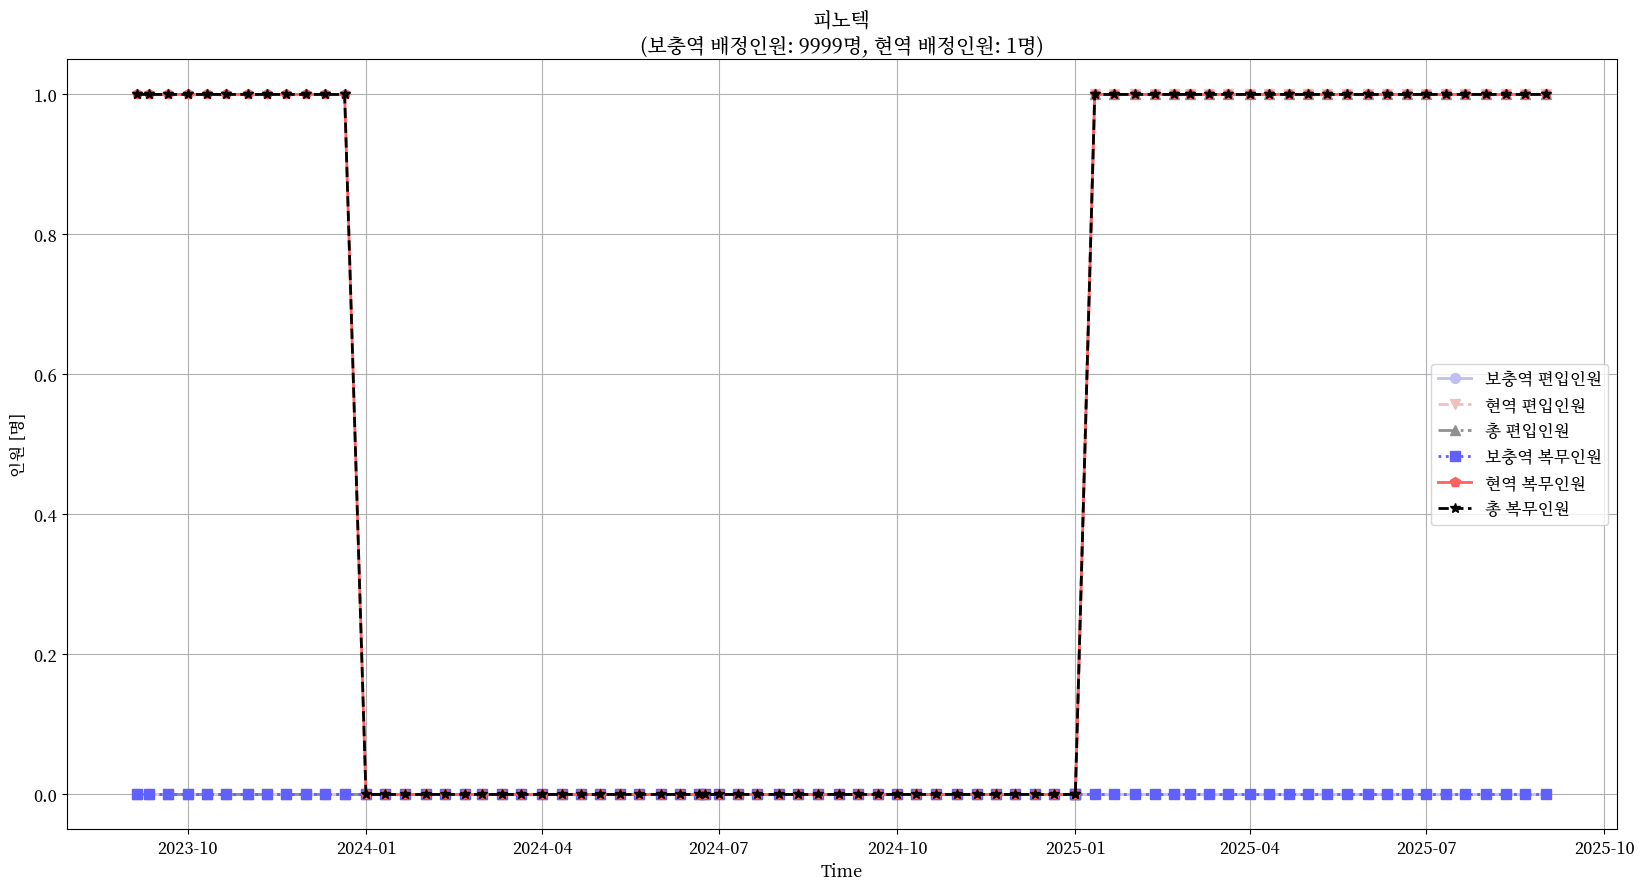 피노텍
(보충역 배정인원: 9999명, 현역 배정인원: 1명)
인원 [명]
1.0
0.8
0.6
0.4
0.2
0.0
보충역 편입인원
현역 편입인원
총 편입인원
보충역 복무인원
현역 복무인원
총 복무인원
2023-10 2024-01 2024-04 2024-07 2024-10 2025-01 2025-04 2025-07 2025-10
Time